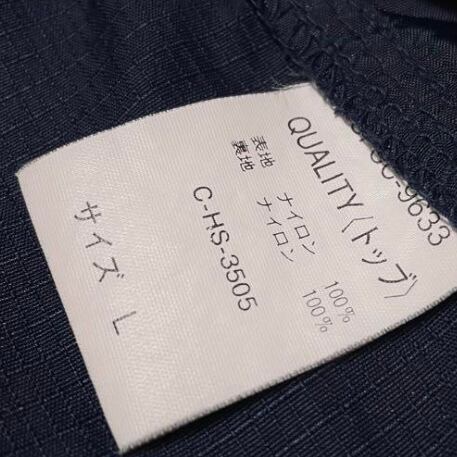 QUALITY〈トップ〉
表地 ナイロン 100%
裏地 ナイロン 100%
C-HS-3505
サイズ L
-9633